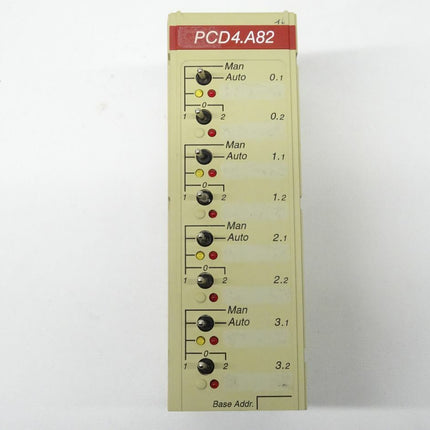 PCD4.A82
Man
Auto 0.1
0
1 2 0.2
Man
Auto 1.1
0
1 2 1.2
Man
Auto 2.1
0
1 2 2.2
Man
Auto 3.1
0
1 2 3.2
Base Addr.